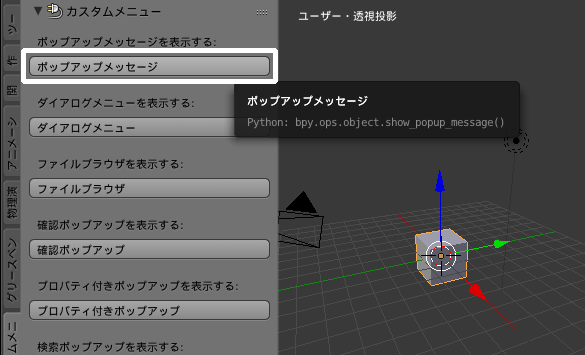 カスタムメニュー
ユーザー・透視投影
ポップアップメッセージを表示する:
ポップアップメッセージ
ポップアップメッセージ
Python: bpy.ops.object.show_popup_message()
ダイアログメニューを表示する:
ダイアログメニュー
ファイルブラウザを表示する:
ファイルブラウザ
確認ポップアップを表示する:
確認ポップアップ
プロパティ付きポップアップを表示する:
プロパティ付きポップアップ
検索ポップアップを表示する:
ツー
作
アニメーション
物理演
グリースペン
ムメニ